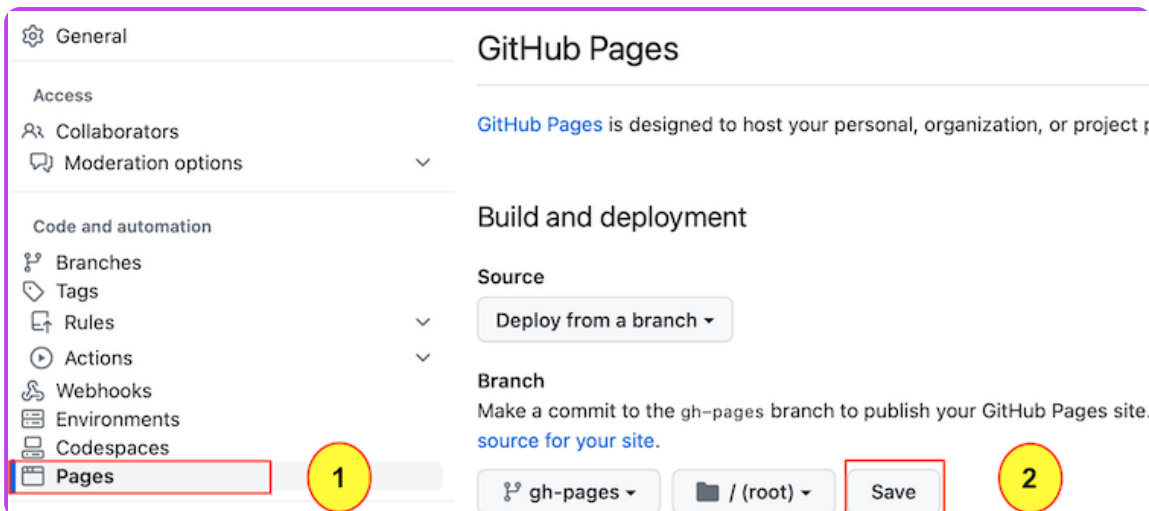 General
Access
Collaborators
Moderation options
Code and automation
Branches
Tags
Rules
Actions
Webhooks
Environments
Codespaces
Pages
1
GitHub Pages
GitHub Pages is designed to host your personal, organization, or project
Build and deployment
Source
Deploy from a branch
Branch
Make a commit to the gh-pages branch to publish your GitHub Pages site.
source for your site.
gh-pages
/ (root)
Save
2